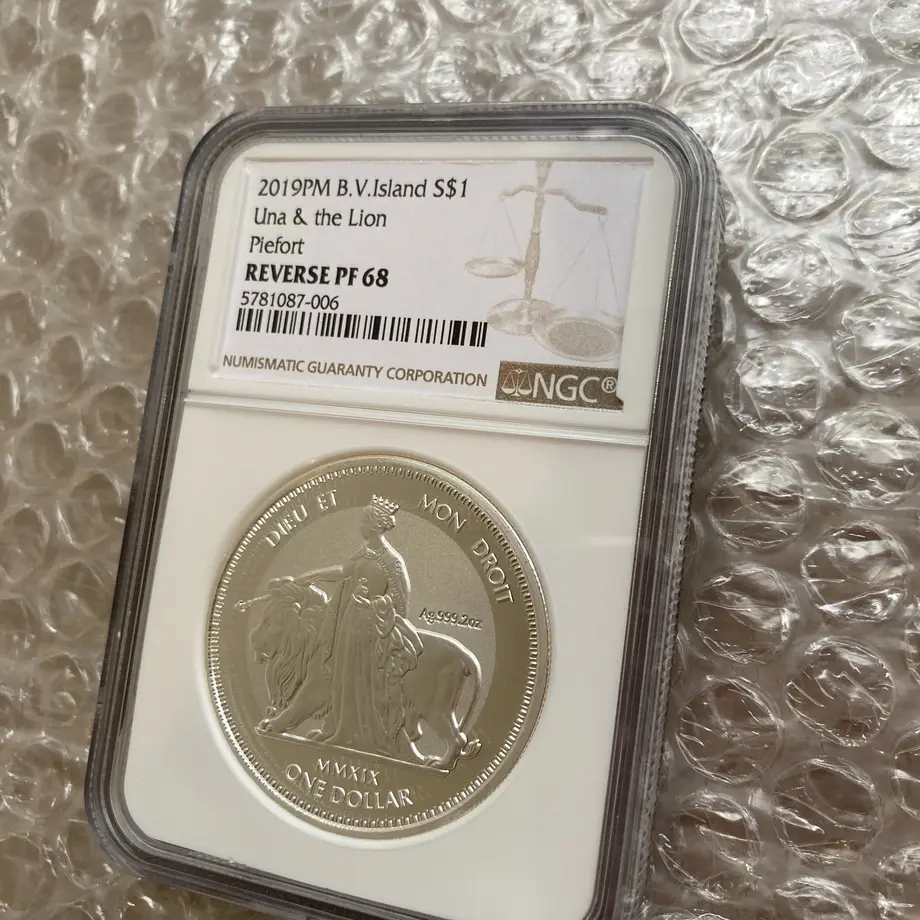 2019PM B.V.Island S$1
Una & the Lion
Piefort
REVERSE PF 68
5781087-006
NUMISMATIC GUARANTY CORPORATION
NGC®
DIEU ET MON DROIT
Ag.999.2oz
MMXIX
ONE DOLLAR